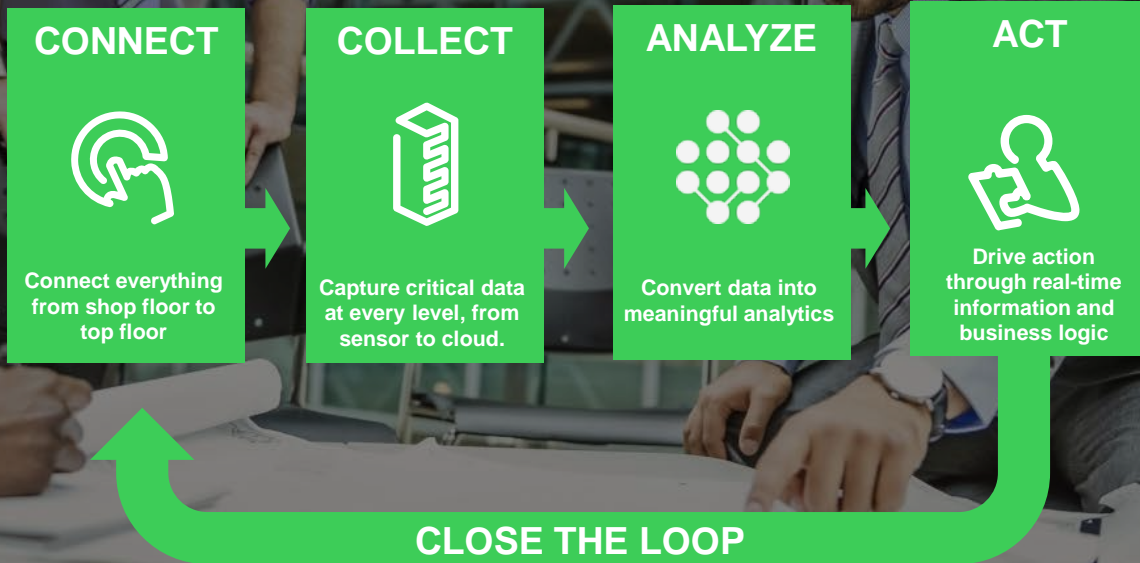 CONNECT
Connect everything
from shop floor to
top floor
COLLECT
Capture critical data
at every level, from
sensor to cloud.
ANALYZE
Convert data into
meaningful analytics
ACT
Drive action
through real-time
information and
business logic
CLOSE THE LOOP